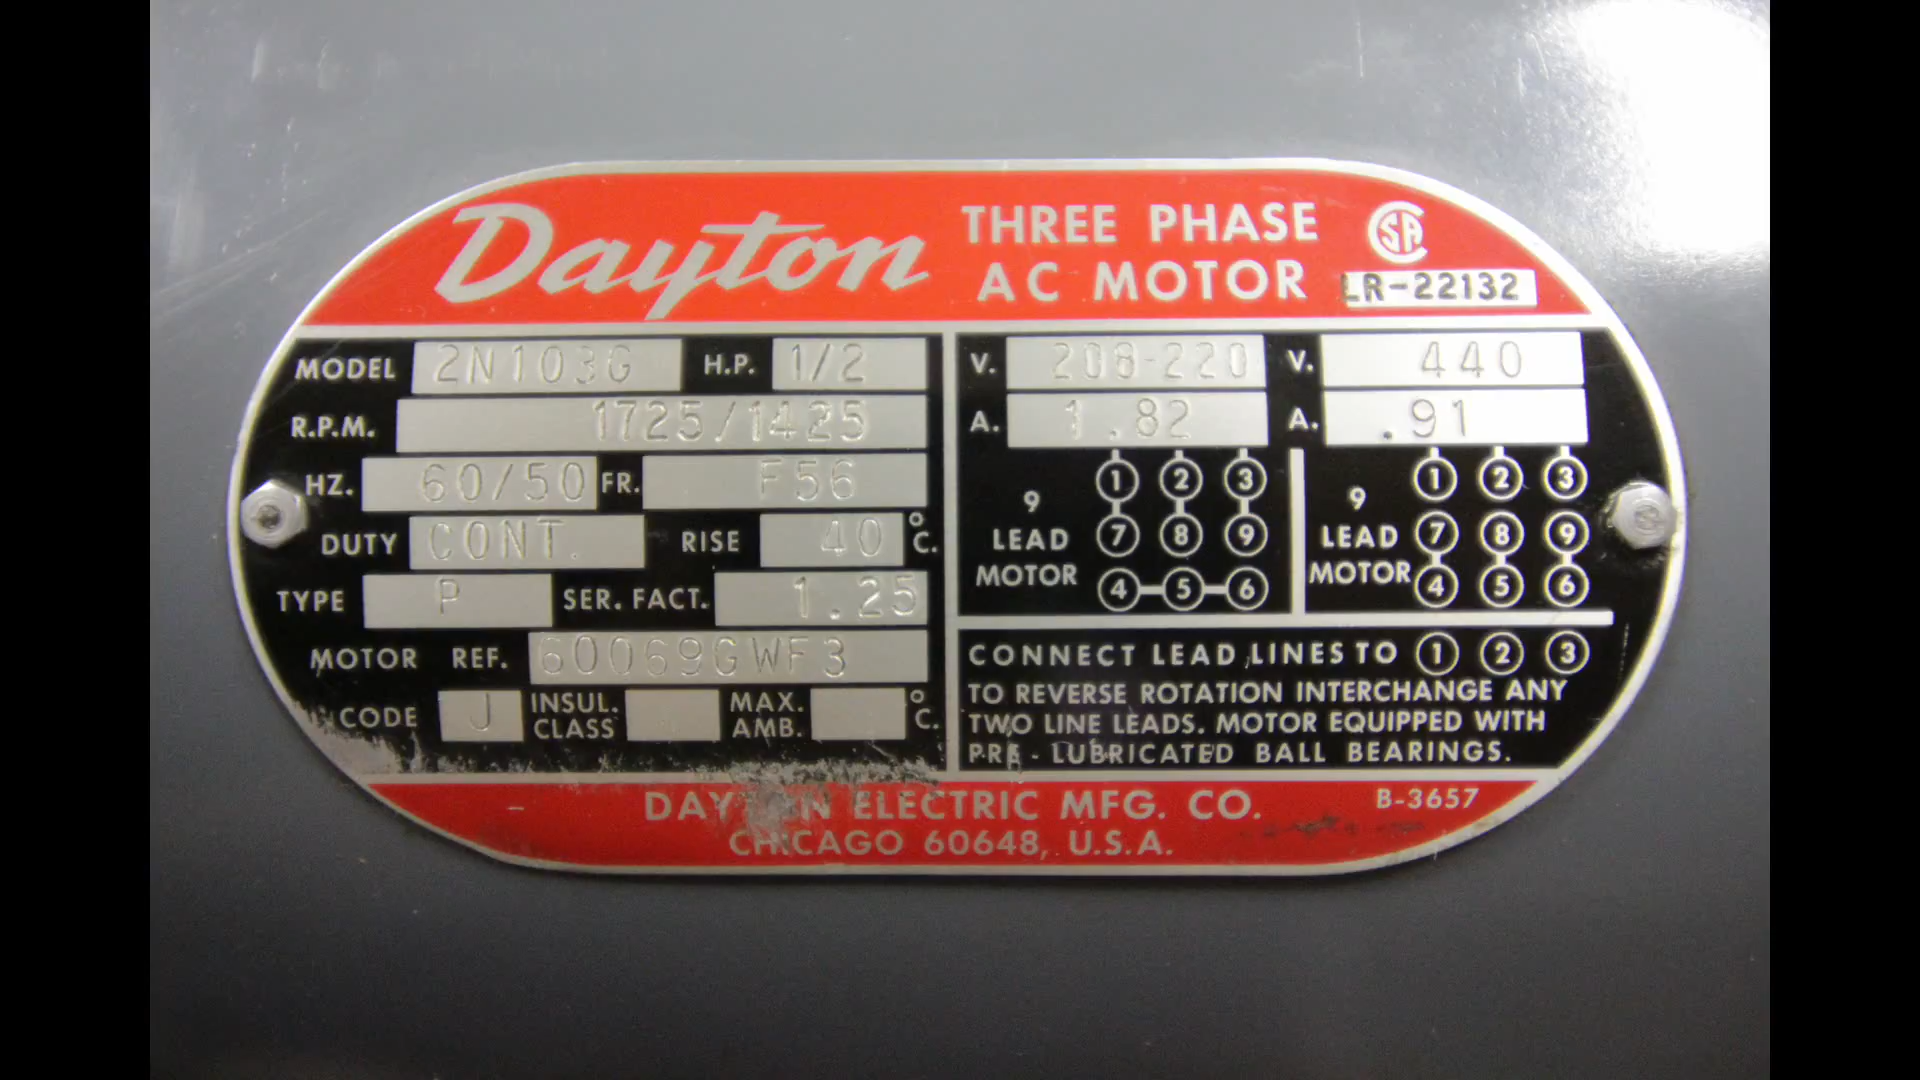 Dayton THREE PHASE AC MOTOR CSA
LR-22132
MODEL 2N103G H.P. 1/2
R.P.M. 1725/1425
HZ. 60/50 FR. F56
DUTY CONT. RISE 40 °C.
TYPE P SER. FACT. 1.25
MOTOR REF. 60069GWF3
CODE J INSUL. CLASS MAX. AMB. °C.
V. 208-220 V. 440
A. 1.82 A. .91
9 LEAD MOTOR
1 2 3
7 8 9
4-5-6
9 LEAD MOTOR
1 2 3
7 8 9
4 5 6
CONNECT LEAD LINES TO 1 2 3
TO REVERSE ROTATION INTERCHANGE ANY
TWO LINE LEADS. MOTOR EQUIPPED WITH
PRE-LUBRICATED BALL BEARINGS.
DAYTON ELECTRIC MFG. CO. B-3657
CHICAGO 60648, U.S.A.